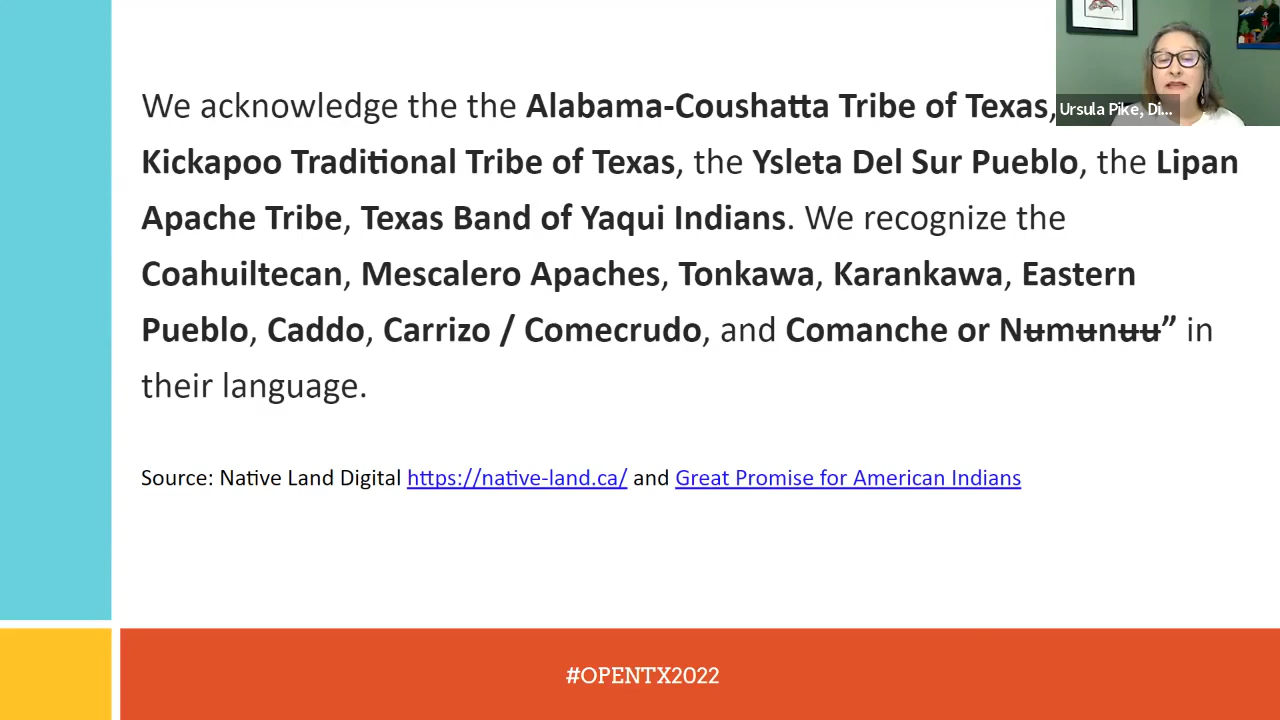 We acknowledge the the Alabama-Coushatta Tribe of Texas,
Kickapoo Traditional Tribe of Texas, the Ysleta Del Sur Pueblo, the Lipan
Apache Tribe, Texas Band of Yaqui Indians. We recognize the
Coahuiltecan, Mescalero Apaches, Tonkawa, Karankawa, Eastern
Pueblo, Caddo, Carrizo / Comecrudo, and Comanche or Nʉmʉnʉʉ” in
their language.
Source: Native Land Digital https://native-land.ca/ and Great Promise for American Indians
#OPENTX2022
Ursula Pike, Di...